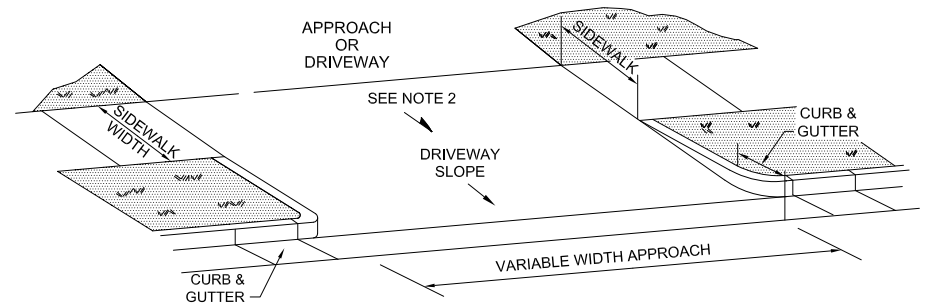 APPROACH
OR
DRIVEWAY
SIDEWALK
SEE NOTE 2
SIDEWALK
WIDTH
CURB &
GUTTER
DRIVEWAY
SLOPE
VARIABLE WIDTH APPROACH
CURB &
GUTTER